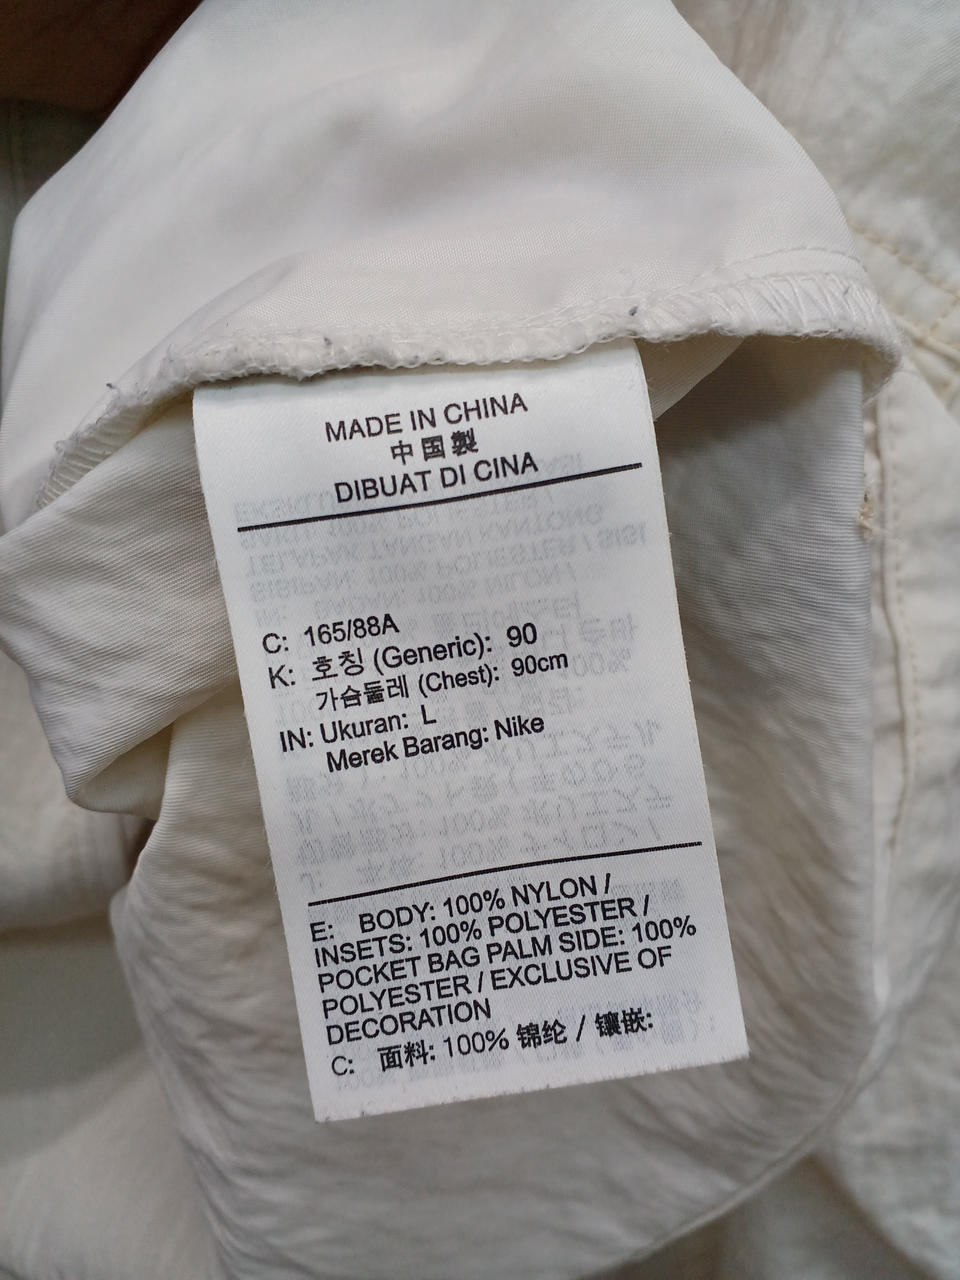 MADE IN CHINA
中国製
DIBUAT DI CINA
C: 165/88A
K: 호칭 (Generic): 90
가슴둘레 (Chest): 90cm
IN: Ukuran: L
Merek Barang: Nike
E: BODY: 100% NYLON /
INSETS: 100% POLYESTER /
POCKET BAG PALM SIDE: 100%
POLYESTER / EXCLUSIVE OF
DECORATION
C: 面料: 100% 锦纶 / 镶嵌: